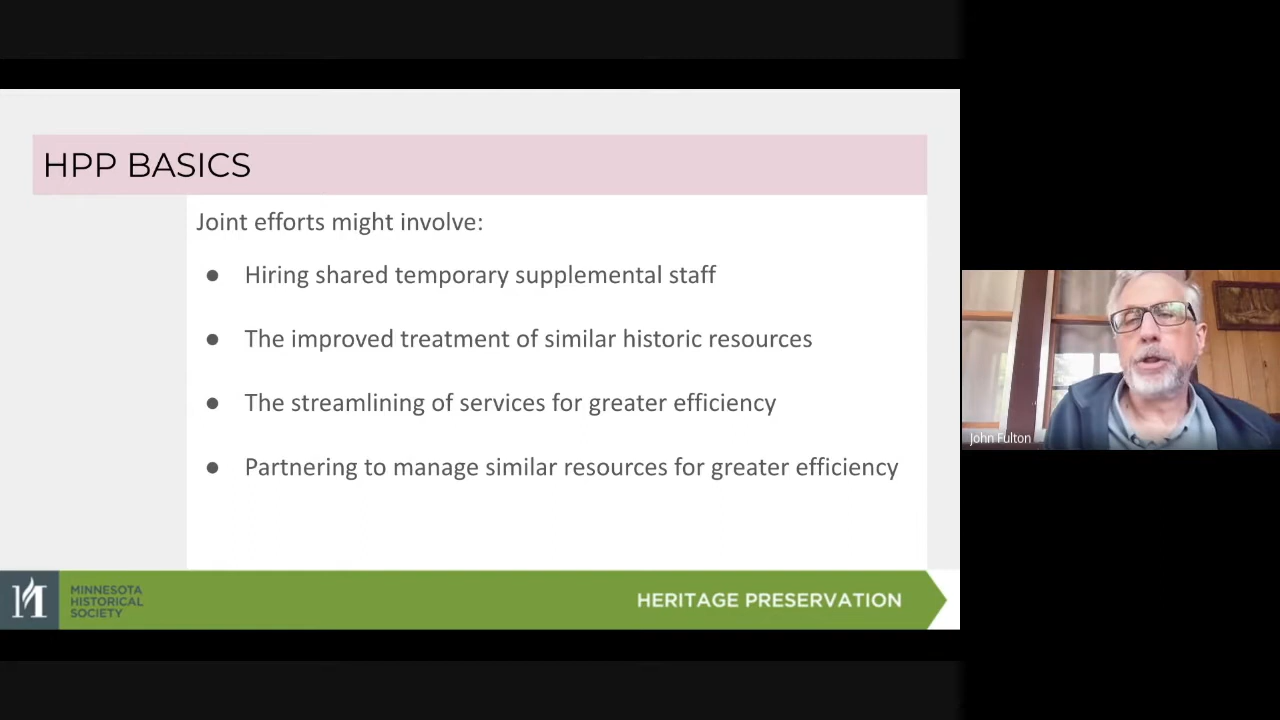 HPP BASICS
Joint efforts might involve:
● Hiring shared temporary supplemental staff
● The improved treatment of similar historic resources
● The streamlining of services for greater efficiency
● Partnering to manage similar resources for greater efficiency
John Fulton
MINNESOTA
HISTORICAL
SOCIETY
HERITAGE PRESERVATION